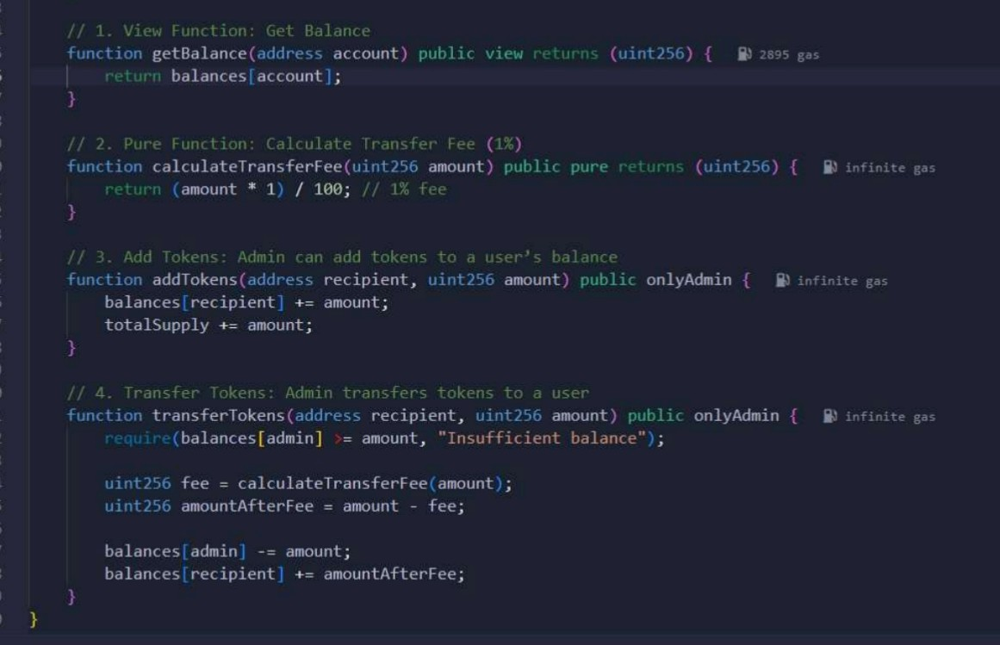 // 1. View Function: Get Balance
function getBalance(address account) public view returns (uint256) { 2895 gas
return balances[account];
}
// 2. Pure Function: Calculate Transfer Fee (1%)
function calculateTransferFee(uint256 amount) public pure returns (uint256) { infinite gas
return (amount * 1) / 100; // 1% fee
}
// 3. Add Tokens: Admin can add tokens to a user’s balance
function addTokens(address recipient, uint256 amount) public onlyAdmin { infinite gas
balances[recipient] += amount;
totalSupply += amount;
}
// 4. Transfer Tokens: Admin transfers tokens to a user
function transferTokens(address recipient, uint256 amount) public onlyAdmin { infinite gas
require(balances[admin] >= amount, "Insufficient balance");
uint256 fee = calculateTransferFee(amount);
uint256 amountAfterFee = amount - fee;
balances[admin] -= amount;
balances[recipient] += amountAfterFee;
}
}